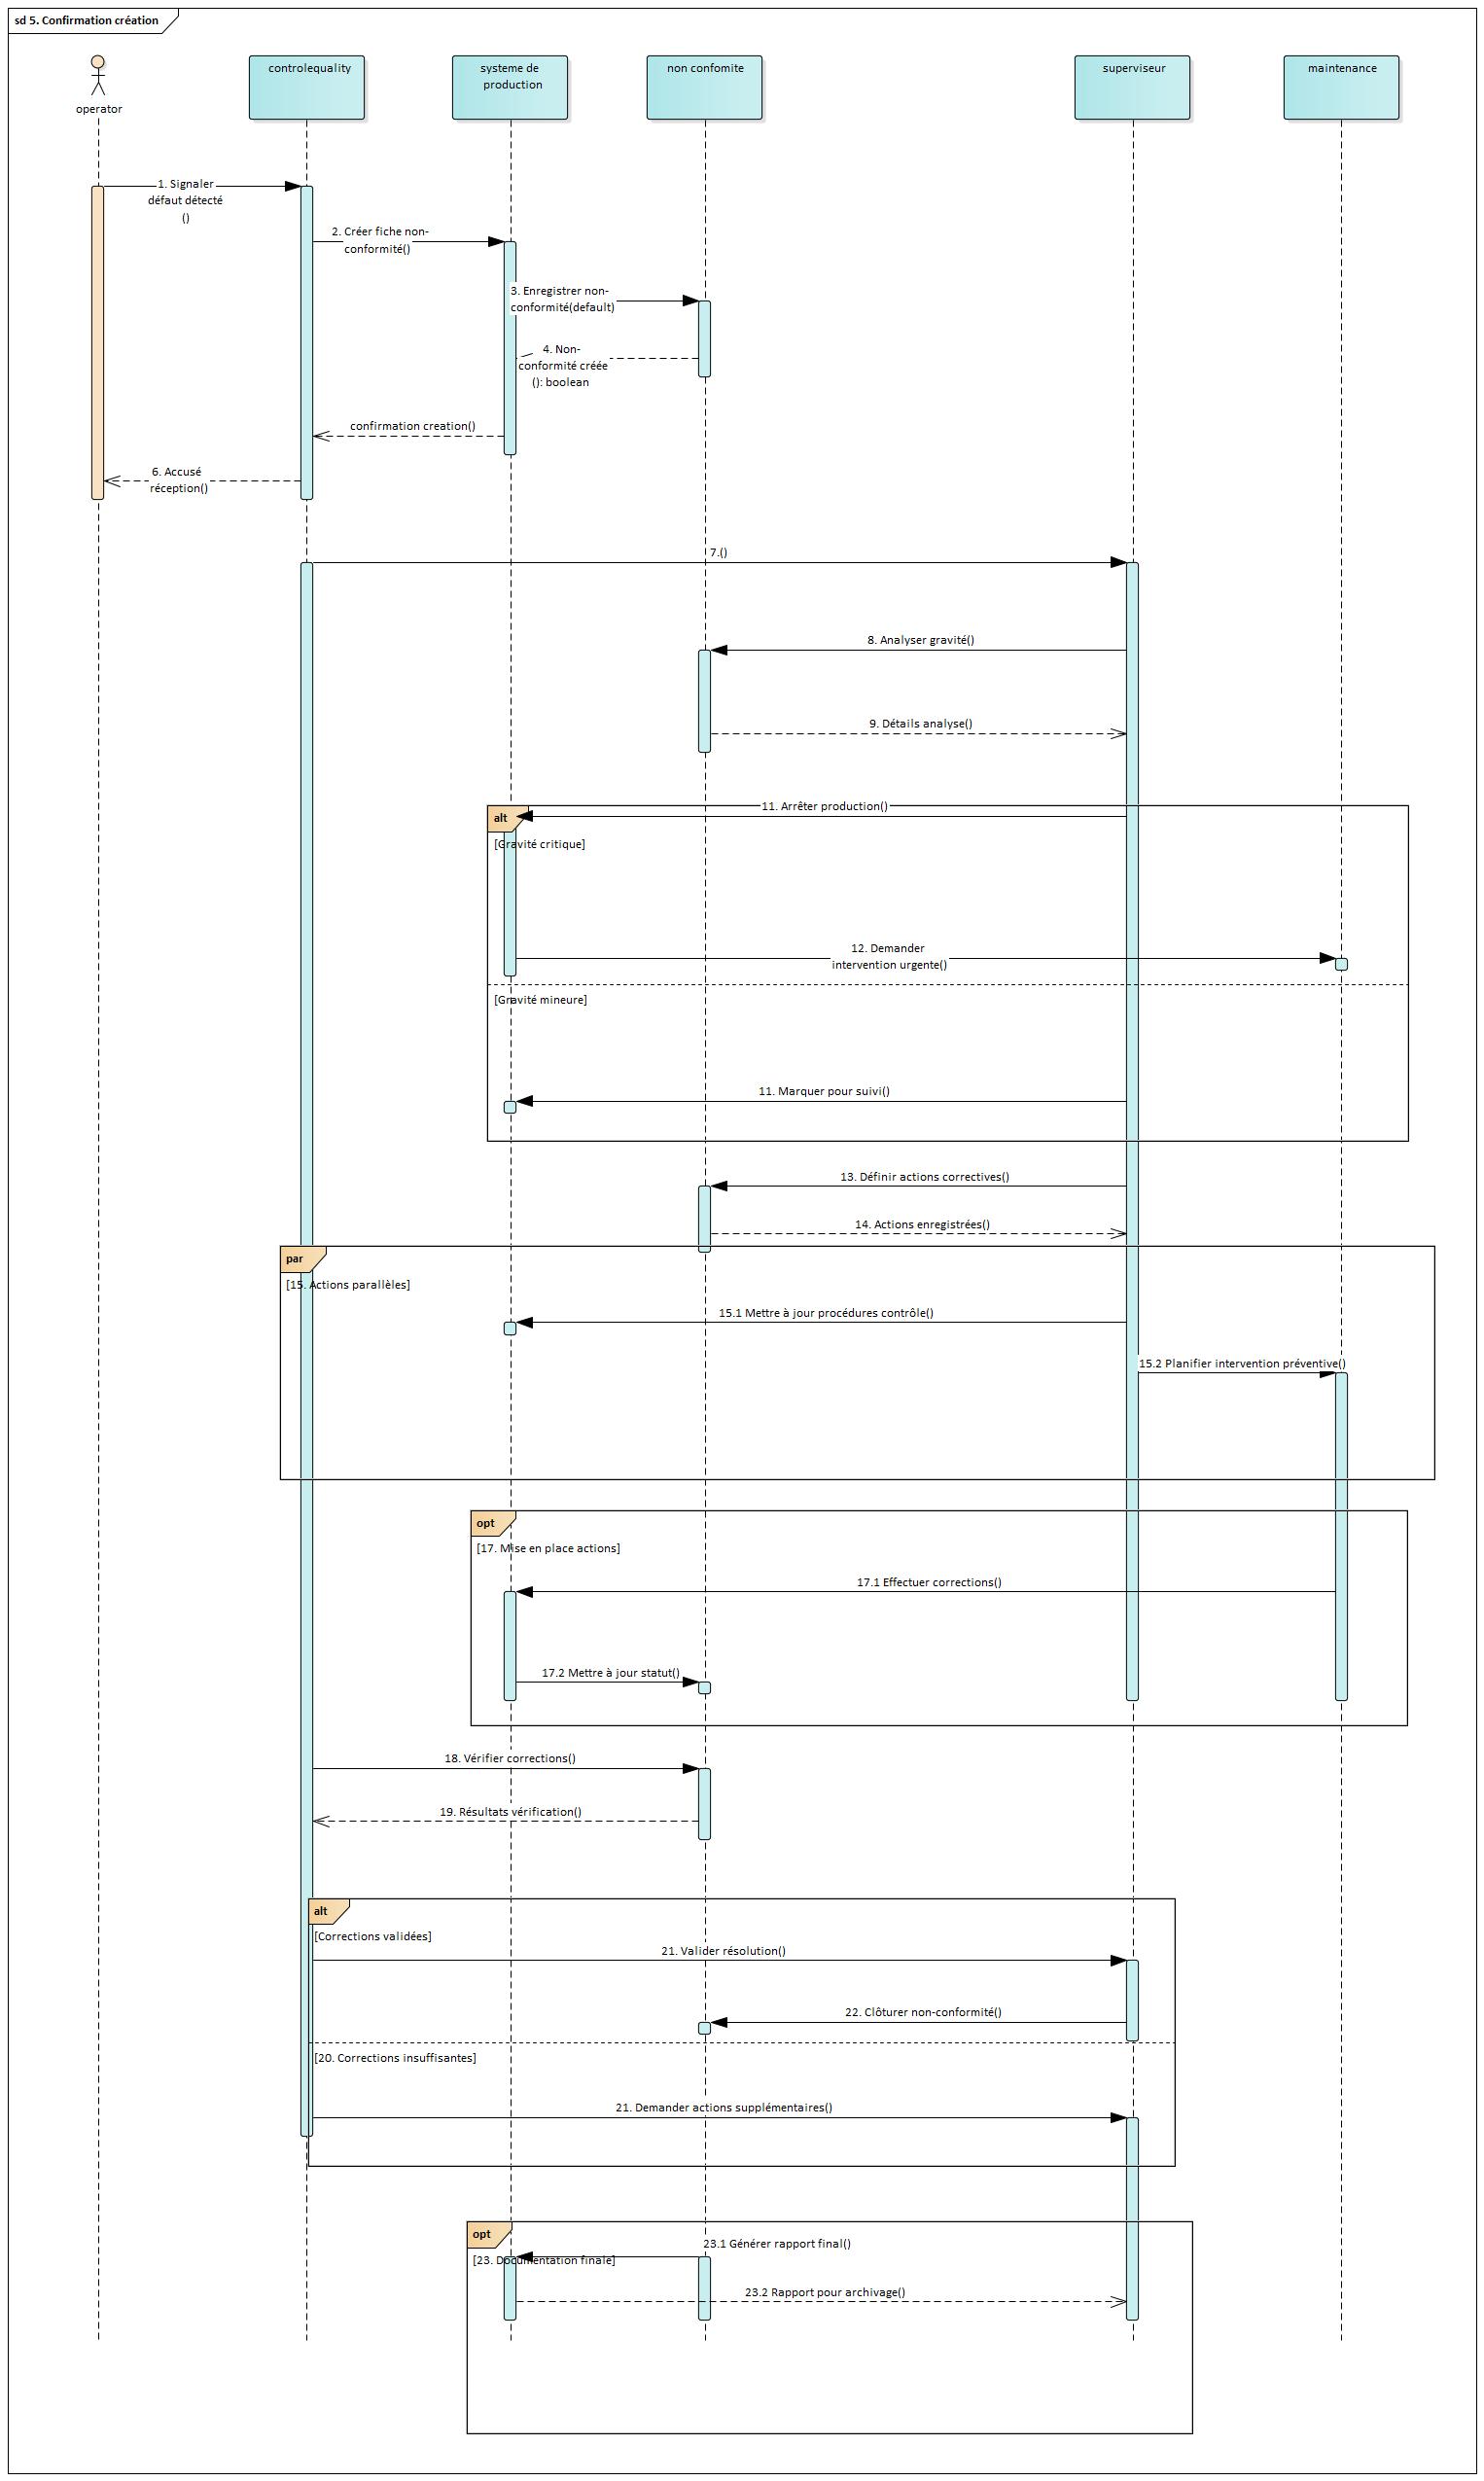 sd 5. Confirmation création
operator
controlequality
systeme de
production
non confomite
superviseur
maintenance
1. Signaler
défaut détecté
()
2. Créer fiche non-
conformité()
3. Enregistrer non-
conformité(default)
4. Non-
conformité créée
(): boolean
confirmation creation()
6. Accusé
réception()
7.()
8. Analyser gravité()
9. Détails analyse()
11. Arrêter production()
alt
[Gravité critique]
12. Demander
intervention urgente()
[Gravité mineure]
11. Marquer pour suivi()
13. Définir actions correctives()
14. Actions enregistrées()
par
[15. Actions parallèles]
15.1 Mettre à jour procédures contrôle()
15.2 Planifier intervention préventive()
opt
[17. Mise en place actions]
17.1 Effectuer corrections()
17.2 Mettre à jour statut()
18. Vérifier corrections()
19. Résultats vérification()
alt
[Corrections validées]
21. Valider résolution()
22. Clôturer non-conformité()
[20. Corrections insuffisantes]
21. Demander actions supplémentaires()
opt
23.1 Générer rapport final()
[23. Documentation finale]
23.2 Rapport pour archivage()